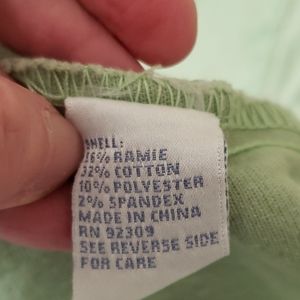 SHELL:
56% RAMIE
32% COTTON
10% POLYESTER
2% SPANDEX
MADE IN CHINA
RN 92309
SEE REVERSE SIDE
FOR CARE